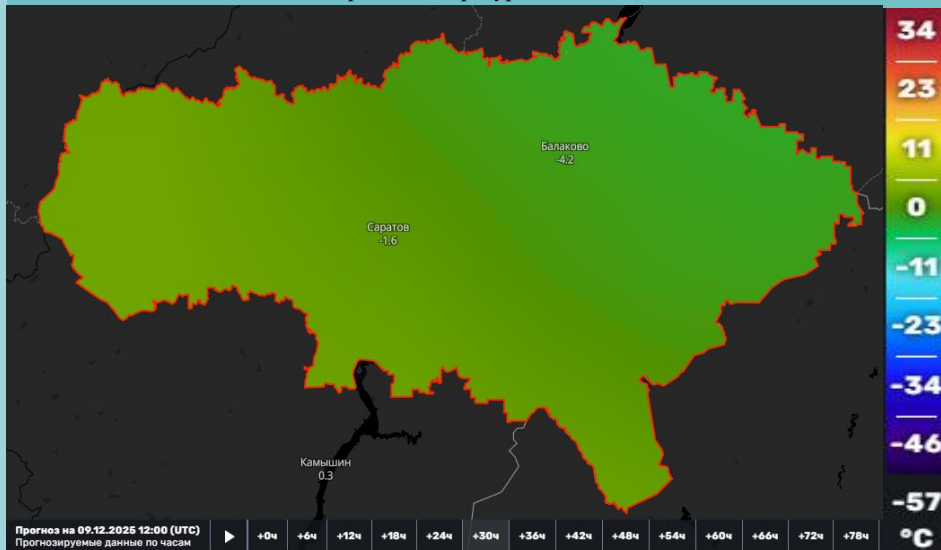 34
23
11
0
-11
-23
-34
-46
-57
°C
Балаково
-4.2
Саратов
-1.6
Камышин
0.3
Прогноз на 09.12.2025 12:00 (UTC)
Прогнозируемые данные по часам
+0ч +6ч +12ч +18ч +24ч +30ч +36ч +42ч +48ч +54ч +60ч +66ч +72ч +78ч